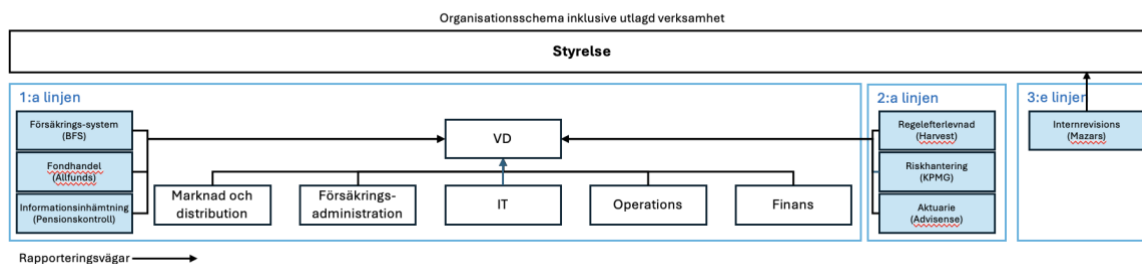 Organisationsschema inklusive utlagd verksamhet
Styrelse
1:a linjen
Försäkrings-system
(BFS)
Fondhandel
(Allfunds)
Informationsinhämtning
(Pensionskontroll)
VD
Marknad och
distribution
Försäkrings-
administration
IT
Operations
Finans
2:a linjen
Regelefterlevnad
(Harvest)
Riskhantering
(KPMG)
Aktuarie
(Advisense)
3:e linjen
Internrevisions
(Mazars)
Rapporteringsvägar